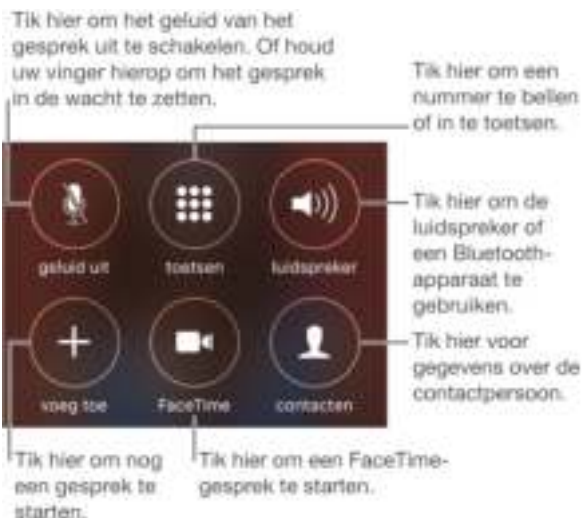 Tik hier om het geluid van het
gesprek uit te schakelen. Of houd
uw vinger hierop om het gesprek
in de wacht te zetten.
Tik hier om een
nummer te bellen
of in te toetsen.
geluid uit
toetsen
luidspreker
Tik hier om de
luidspreker of
een Bluetooth-
apparaat te
gebruiken.
voeg toe
FaceTime
contacten
Tik hier voor
gegevens over de
contactpersoon.
Tik hier om nog
een gesprek te
starten.
Tik hier om een FaceTime-
gesprek te starten.